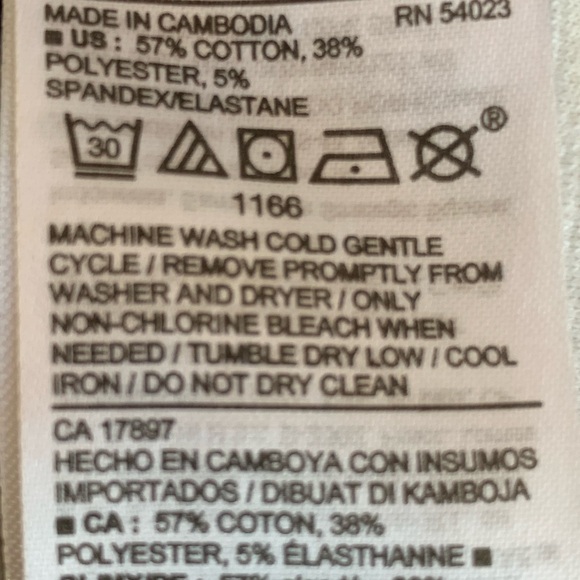 MADE IN CAMBODIA RN 54023
US : 57% COTTON, 38%
POLYESTER, 5%
SPANDEX/ELASTANE
30 ®
1166
MACHINE WASH COLD GENTLE
CYCLE / REMOVE PROMPTLY FROM
WASHER AND DRYER / ONLY
NON-CHLORINE BLEACH WHEN
NEEDED / TUMBLE DRY LOW / COOL
IRON / DO NOT DRY CLEAN
CA 17897
HECHO EN CAMBOYA CON INSUMOS
IMPORTADOS / DIBUAT DI KAMBOJA
CA : 57% COTON, 38%
POLYESTER, 5% ÉLASTHANNE